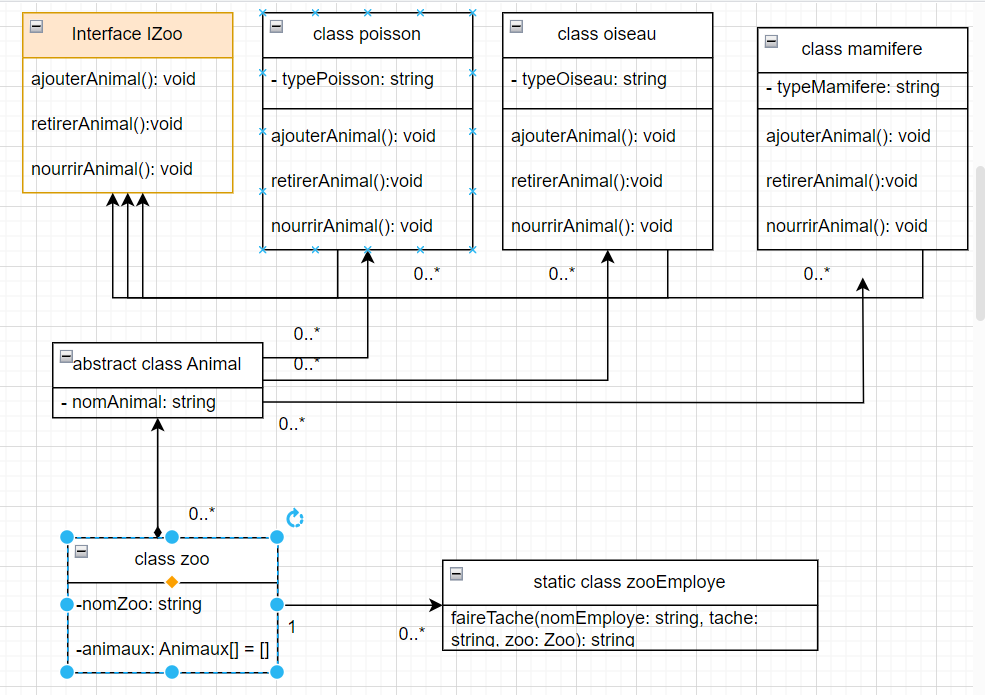 Interface IZoo
ajouterAnimal(): void
retirerAnimal():void
nourrirAnimal(): void
class poisson
- typePoisson: string
ajouterAnimal(): void
retirerAnimal():void
nourrirAnimal(): void
class oiseau
- typeOiseau: string
ajouterAnimal(): void
retirerAnimal():void
nourrirAnimal(): void
class mamifere
- typeMamifere: string
ajouterAnimal(): void
retirerAnimal():void
nourrirAnimal(): void
0..*
0..*
0..*
0..*
0..*
0..*
abstract class Animal
- nomAnimal: string
0..*
class zoo
-nomZoo: string
-animaux: Animaux[] = []
1
0..*
static class zooEmploye
faireTache(nomEmploye: string, tache:
string, zoo: Zoo): string